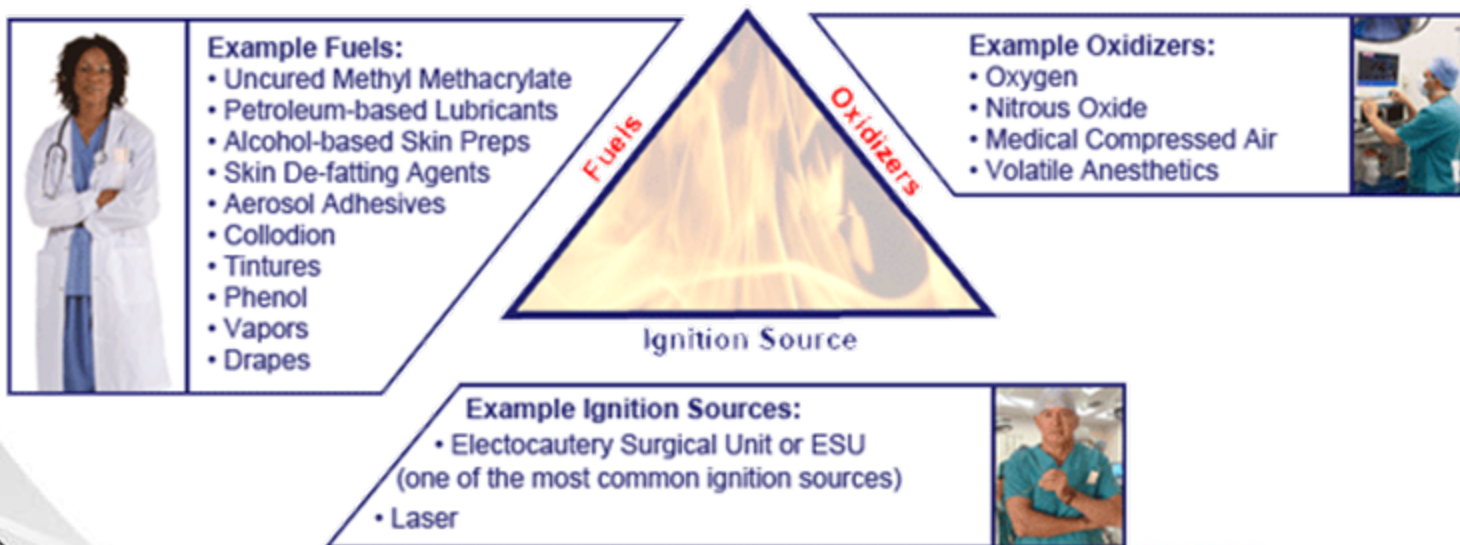 Example Fuels:
• Uncured Methyl Methacrylate
• Petroleum-based Lubricants
• Alcohol-based Skin Preps
• Skin De-fatting Agents
• Aerosol Adhesives
• Collodion
• Tintures
• Phenol
• Vapors
• Drapes
Fuels
Oxidizers
Example Oxidizers:
• Oxygen
• Nitrous Oxide
• Medical Compressed Air
• Volatile Anesthetics
Ignition Source
Example Ignition Sources:
• Electocautery Surgical Unit or ESU
(one of the most common ignition sources)
• Laser